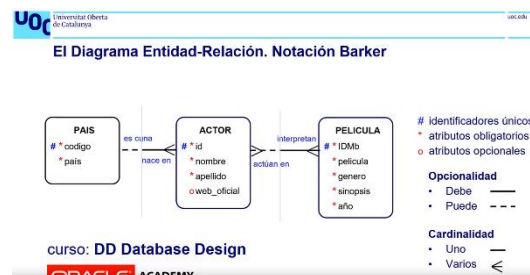 UOC Universitat Oberta
de Catalunya
uoc.edu
El Diagrama Entidad-Relación. Notación Barker
PAIS
# * codigo
* pais
es cuna
nace en
ACTOR
# * id
* nombre
* apellido
o web_oficial
interpretan
actúan en
PELICULA
# * IDMb
* pelicula
* genero
* sinopsis
* año
# identificadores únicos
* atributos obligatorios
o atributos opcionales
Opcionalidad
• Debe
• Puede
Cardinalidad
• Uno
• Varios
curso: DD Database Design
ORACLE ACADEMY